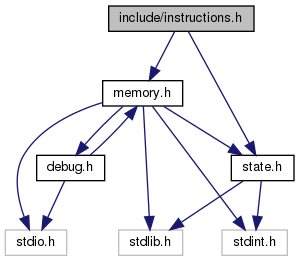 include/instructions.h
memory.h
debug.h
state.h
stdio.h
stdlib.h
stdint.h